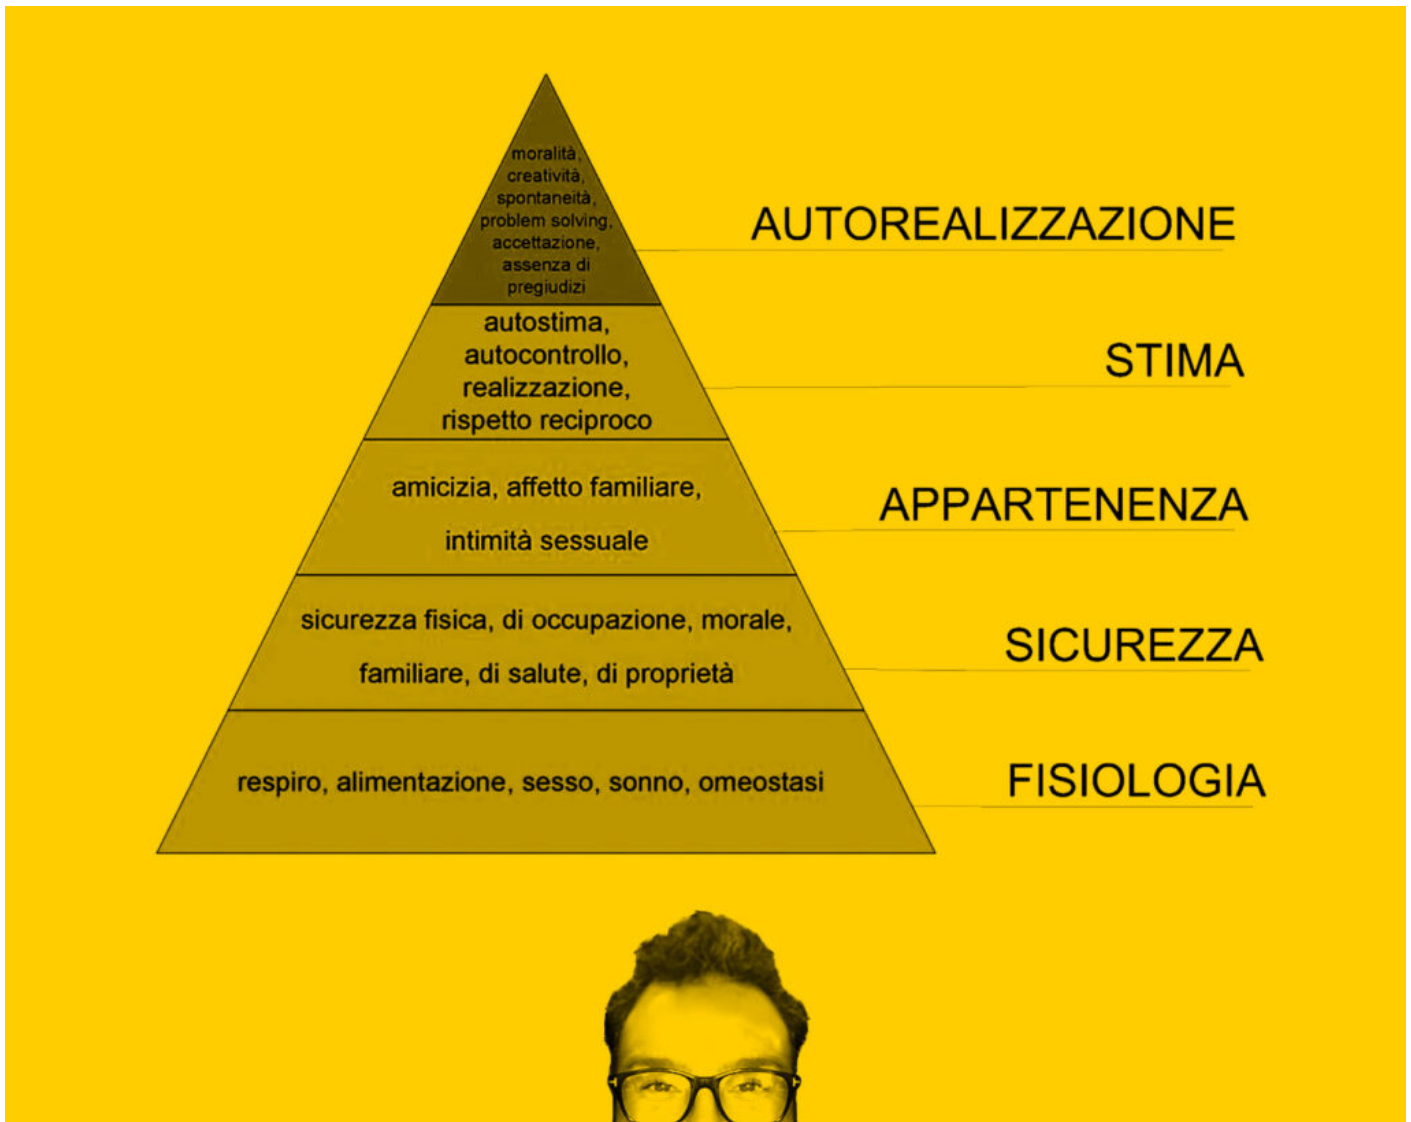 moralità,
creatività,
spontaneità,
problem solving,
accettazione,
assenza di
pregiudizi
AUTOREALIZZAZIONE
autostima,
autocontrollo,
realizzazione,
rispetto reciproco
STIMA
amicizia, affetto familiare,
intimità sessuale
APPARTENENZA
sicurezza fisica, di occupazione, morale,
familiare, di salute, di proprietà
SICUREZZA
respiro, alimentazione, sesso, sonno, omeostasi
FISIOLOGIA